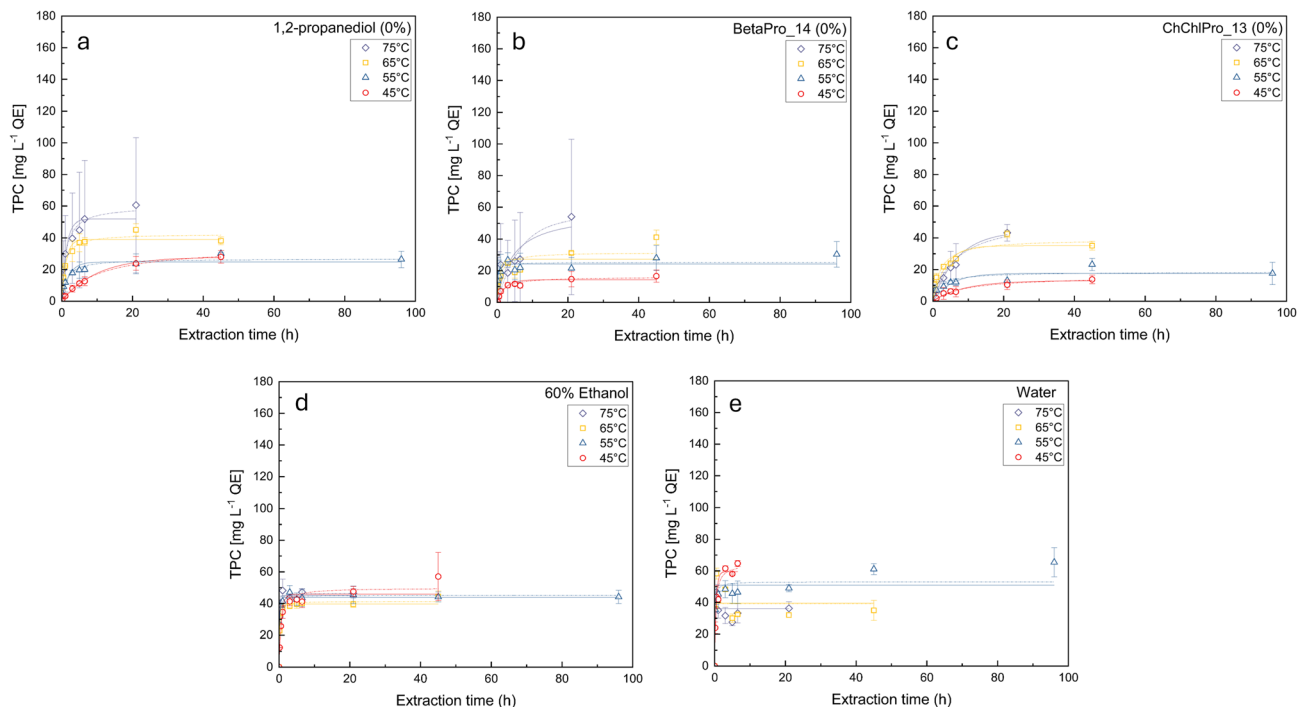 a
1,2-propanediol (0%)
75°C
65°C
55°C
45°C
TPC [mg L⁻¹ QE]
180
160
140
120
100
80
60
40
20
0
0 20 40 60 80 100
Extraction time (h)
b
BetaPro_14 (0%)
75°C
65°C
55°C
45°C
TPC [mg L⁻¹ QE]
180
160
140
120
100
80
60
40
20
0
0 20 40 60 80 100
Extraction time (h)
c
ChChlPro_13 (0%)
75°C
65°C
55°C
45°C
TPC [mg L⁻¹ QE]
180
160
140
120
100
80
60
40
20
0
0 20 40 60 80 100
Extraction time (h)
d
60% Ethanol
75°C
65°C
55°C
45°C
TPC [mg L⁻¹ QE]
180
160
140
120
100
80
60
40
20
0
0 20 40 60 80 100
Extraction time (h)
e
Water
75°C
65°C
55°C
45°C
TPC [mg L⁻¹ QE]
180
160
140
120
100
80
60
40
20
0
0 20 40 60 80 100
Extraction time (h)